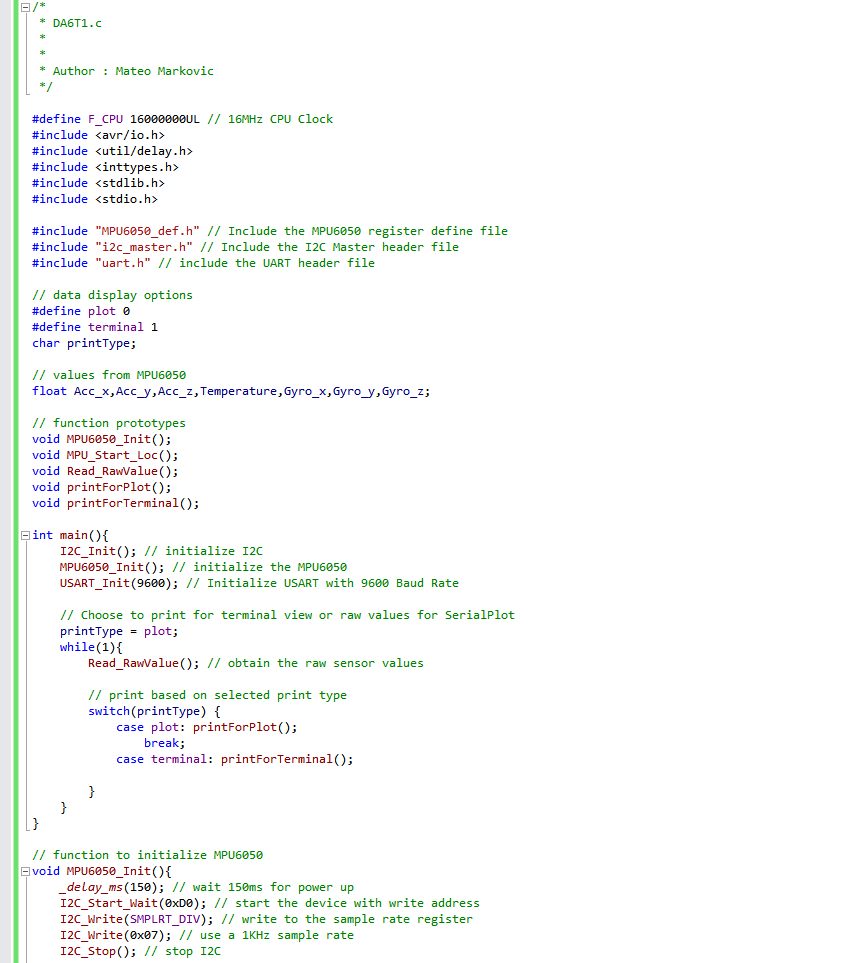 /*
 * DA6T1.c
 *
 *
 * Author : Mateo Markovic
 */

#define F_CPU 16000000UL // 16MHz CPU Clock
#include <avr/io.h>
#include <util/delay.h>
#include <inttypes.h>
#include <stdlib.h>
#include <stdio.h>

#include "MPU6050_def.h" // Include the MPU6050 register define file
#include "i2c_master.h" // Include the I2C Master header file
#include "uart.h" // include the UART header file

// data display options
#define plot 0
#define terminal 1
char printType;

// values from MPU6050
float Acc_x,Acc_y,Acc_z,Temperature,Gyro_x,Gyro_y,Gyro_z;

// function prototypes
void MPU6050_Init();
void MPU_Start_Loc();
void Read_RawValue();
void printForPlot();
void printForTerminal();

int main(){
    I2C_Init(); // initialize I2C
    MPU6050_Init(); // initialize the MPU6050
    USART_Init(9600); // Initialize USART with 9600 Baud Rate

    // Choose to print for terminal view or raw values for SerialPlot
    printType = plot;
    while(1){
        Read_RawValue(); // obtain the raw sensor values

        // print based on selected print type
        switch(printType) {
            case plot: printForPlot();
                break;
            case terminal: printForTerminal();

        }
    }
}

// function to initialize MPU6050
void MPU6050_Init(){
    _delay_ms(150); // wait 150ms for power up
    I2C_Start_Wait(0xD0); // start the device with write address
    I2C_Write(SMPLRT_DIV); // write to the sample rate register
    I2C_Write(0x07); // use a 1KHz sample rate
    I2C_Stop(); // stop I2C